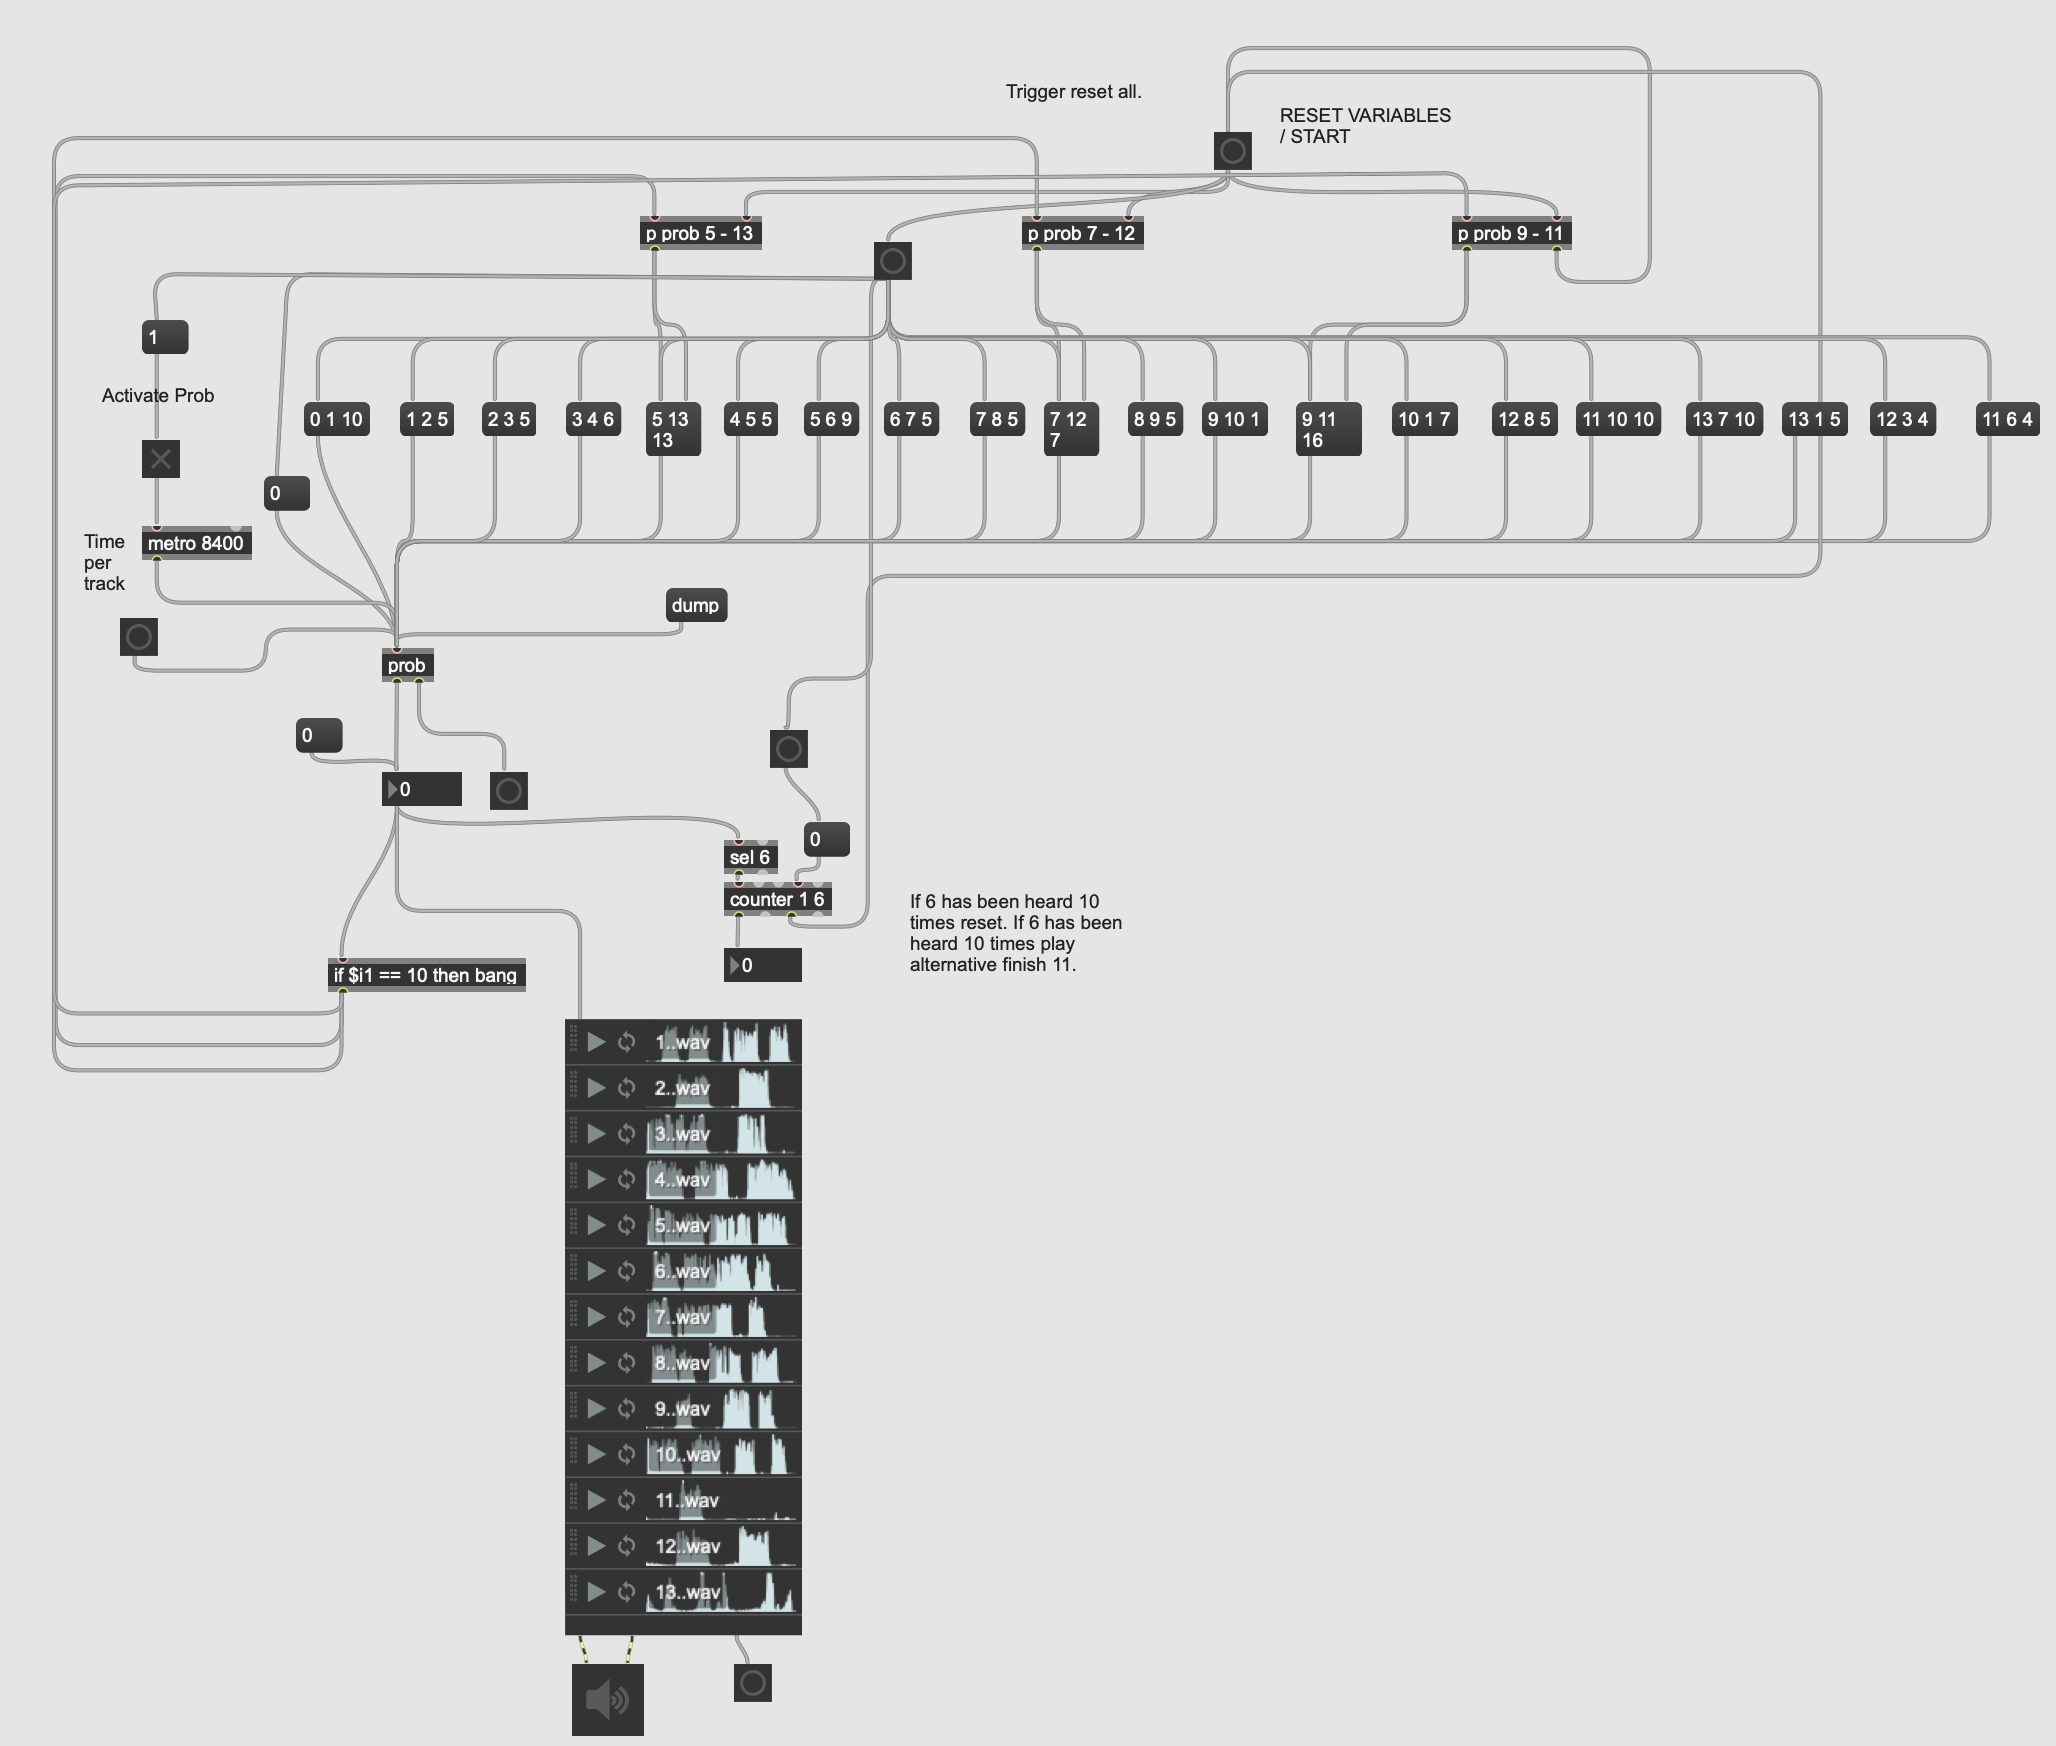 Trigger reset all.
RESET VARIABLES
/ START
p prob 5 - 13
p prob 7 - 12
p prob 9 - 11
1
Activate Prob
0 1 10
1 2 5
2 3 5
3 4 6
5 13
13
4 5 5
5 6 9
6 7 5
7 8 5
7 12
7
8 9 5
9 10 1
9 11
16
10 1 7
12 8 5
11 10 10
13 7 10
13 1 5
12 3 4
11 6 4
0
metro 8400
Time
per
track
dump
prob
0
0
0
sel 6
counter 1 6
0
If 6 has been heard 10
times reset. If 6 has been
heard 10 times play
alternative finish 11.
if $i1 == 10 then bang
1..wav
2..wav
3..wav
4..wav
5..wav
6..wav
7..wav
8..wav
9..wav
10..wav
11..wav
12..wav
13..wav